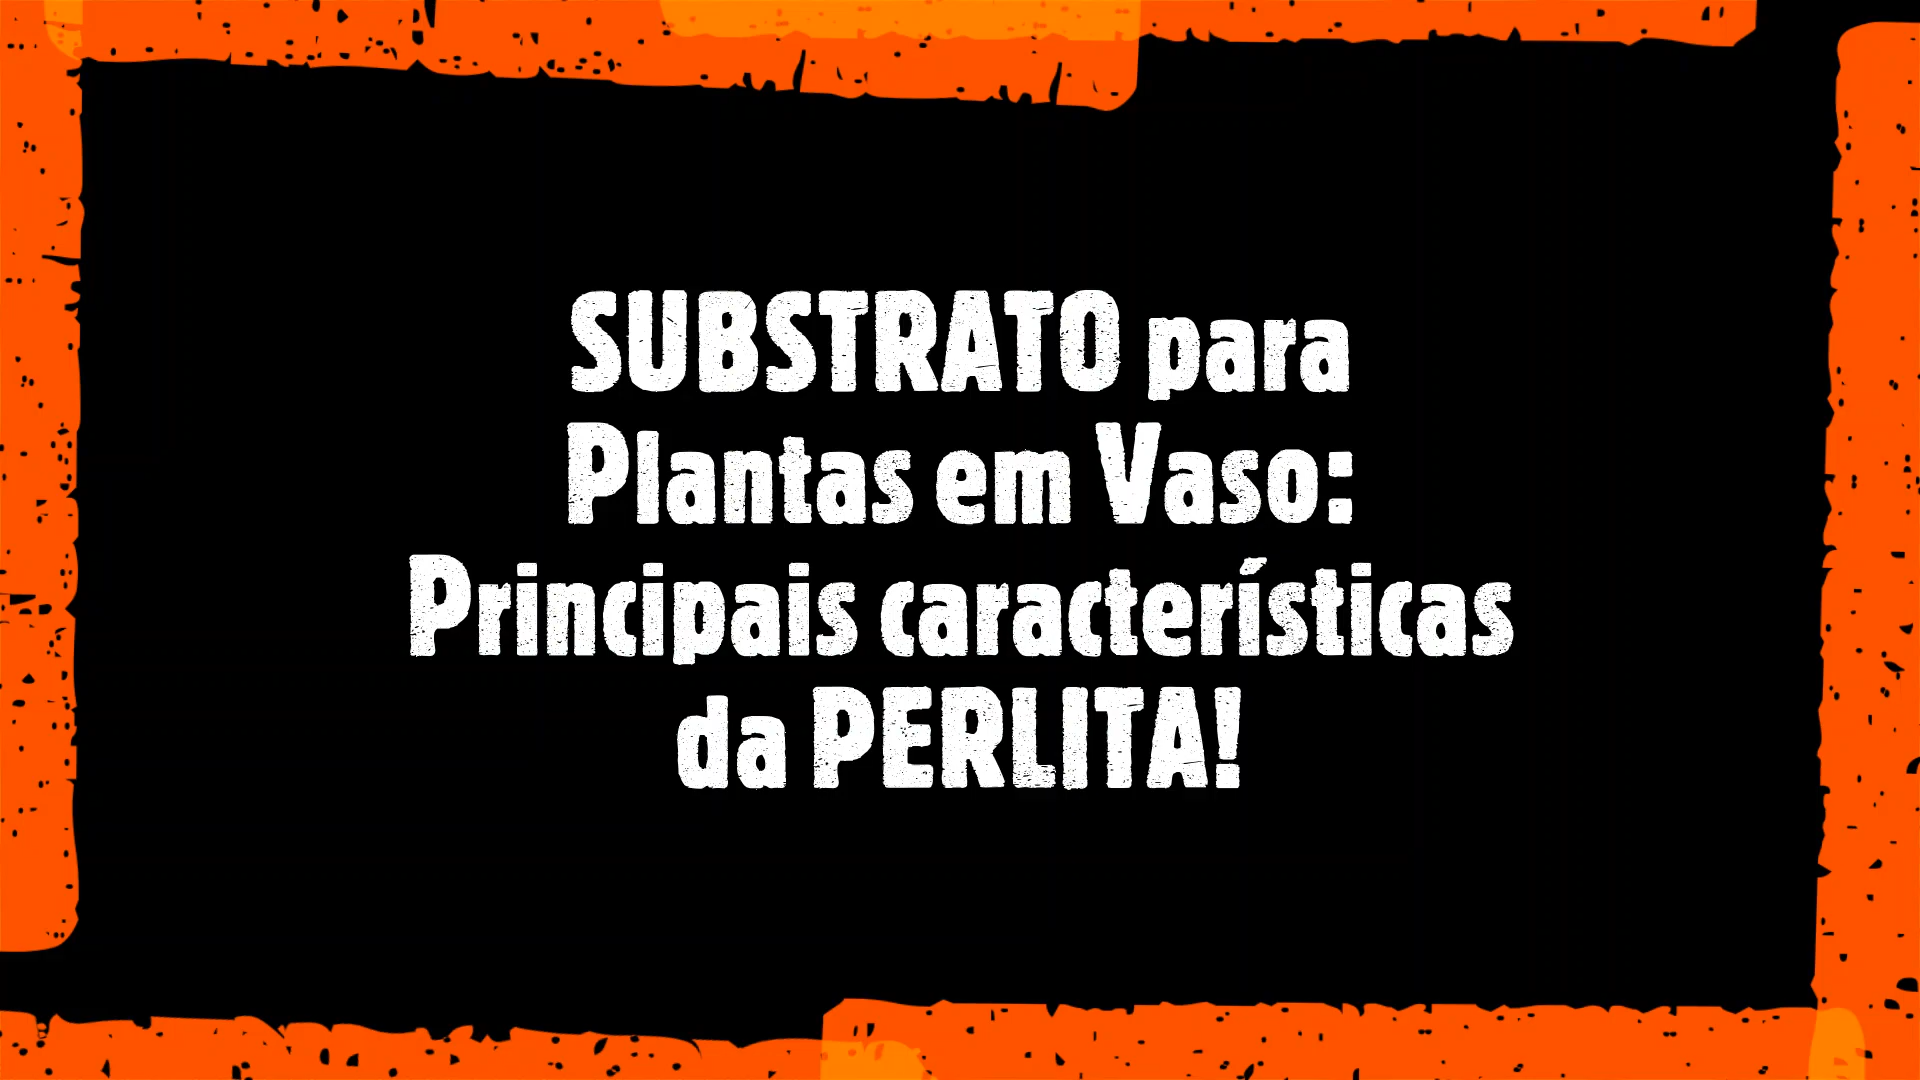 SUBSTRATO para
Plantas em Vaso:
Principais características
da PERLITA!